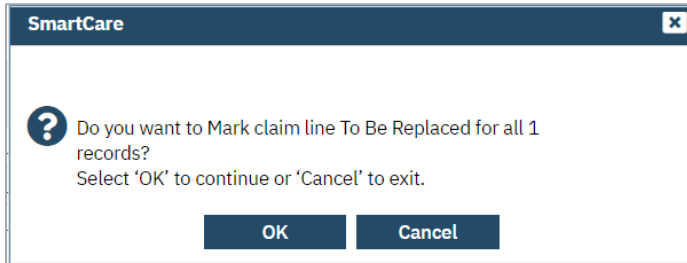 SmartCare
Do you want to Mark claim line To Be Replaced for all 1
records?
Select ‘OK’ to continue or ‘Cancel’ to exit.
OK
Cancel